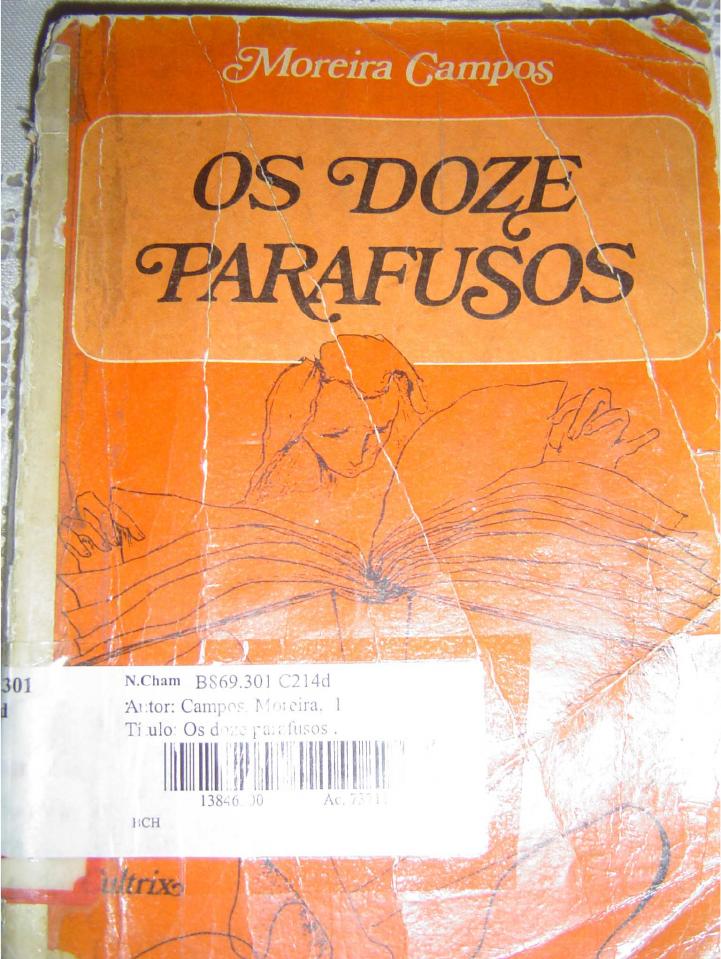 Moreira Campos
OS DOZE
PARAFUSOS
.301
d
N.Cham B869.301 C214d
Autor: Campos, Moreira, 1
Título: Os doze parafusos .
Ac.
BCH
ultrix